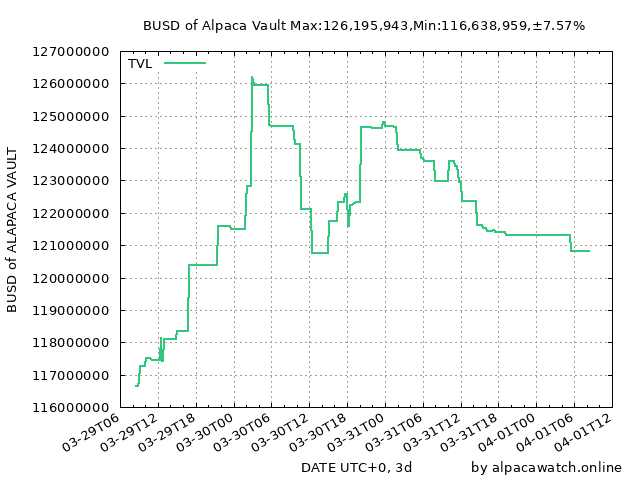 BUSD of Alpaca Vault Max:126,195,943,Min:116,638,959,±7.57%
TVL
127000000
126000000
125000000
124000000
123000000
122000000
121000000
120000000
119000000
118000000
117000000
116000000
BUSD of ALAPACA VAULT
03-29T06
03-29T12
03-29T18
03-30T00
03-30T06
03-30T12
03-30T18
03-31T00
03-31T06
03-31T12
03-31T18
04-01T00
04-01T06
04-01T12
DATE UTC+0, 3d
by alpacawatch.online